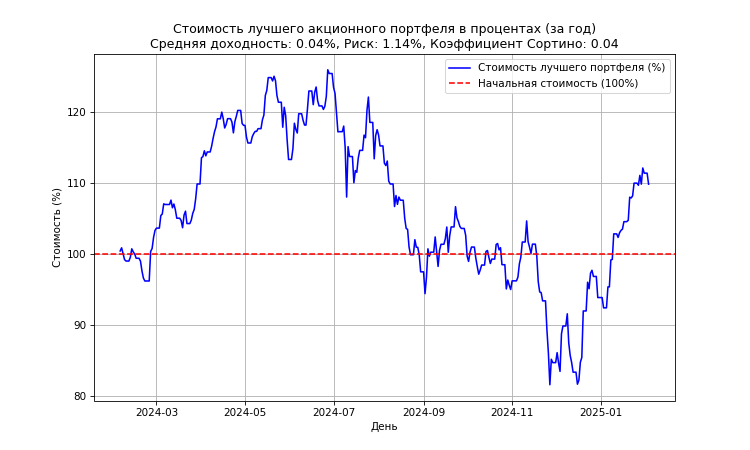 Стоимость лучшего акционного портфеля в процентах (за год)
Средняя доходность: 0.04%, Риск: 1.14%, Коэффициент Сортино: 0.04
Стоимость лучшего портфеля (%)
Начальная стоимость (100%)
Стоимость (%)
120
110
100
90
80
2024-03 2024-05 2024-07 2024-09 2024-11 2025-01
День